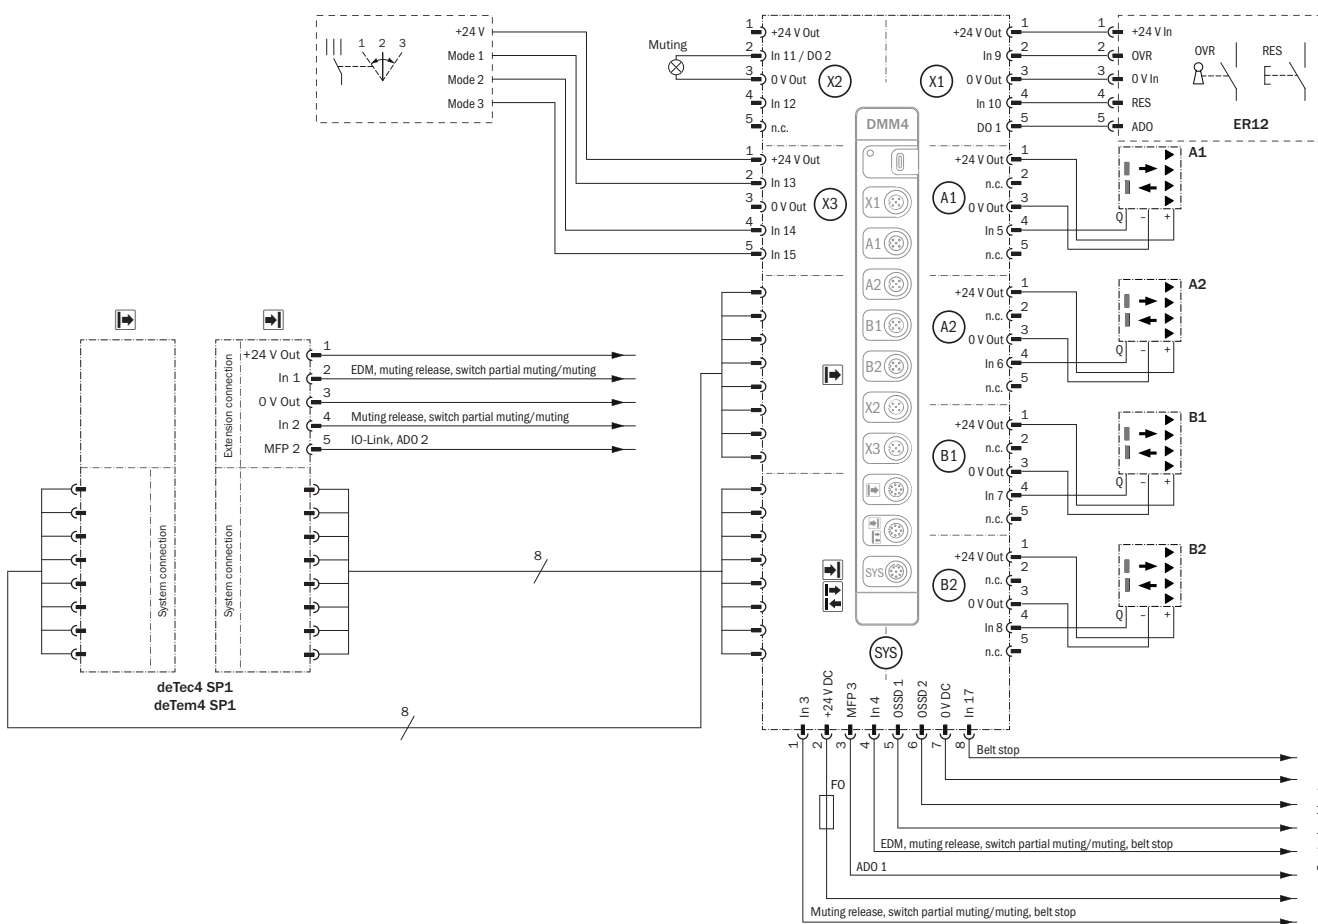 +24 V
1 2 3
Mode 1
Mode 2
Mode 3
Muting
1 +24 V Out
2 In 11 / DO 2
3 0 V Out
4 In 12
5 n.c.
X2
1 +24 V Out
2 In 13
3 0 V Out
4 In 14
5 In 15
X3
X1
+24 V Out 1
In 9 2
0 V Out 3
In 10 4
DO 1 5
1 +24 V In
2 OVR
3 0 V In
4 RES
5 ADO
OVR
RES
ER12
DMM4
X1
A1
A2
B1
B2
X2
X3
SYS
A1
+24 V Out 1
n.c. 2
0 V Out 3
In 5 4
n.c. 5
A1
Q – +
A2
+24 V Out 1
n.c. 2
0 V Out 3
In 6 4
n.c. 5
A2
Q – +
B1
+24 V Out 1
n.c. 2
0 V Out 3
In 7 4
n.c. 5
B1
Q – +
B2
+24 V Out 1
n.c. 2
0 V Out 3
In 8 4
n.c. 5
B2
Q – +
Extension connection
+24 V Out 1
In 1 2 EDM, muting release, switch partial muting/muting
0 V Out 3
In 2 4 Muting release, switch partial muting/muting
MFP 2 5 IO-Link, ADO 2
System connection
System connection
8
deTec4 SP1
deTem4 SP1
8
SYS
In 3
+24 V DC
MFP 3
In 4
OSSD 1
OSSD 2
0 V DC
In 17
1
2
3
4
5
6
7
8
Belt stop
F0
EDM, muting release, switch partial muting/muting, belt stop
ADO 1
Muting release, switch partial muting/muting, belt stop